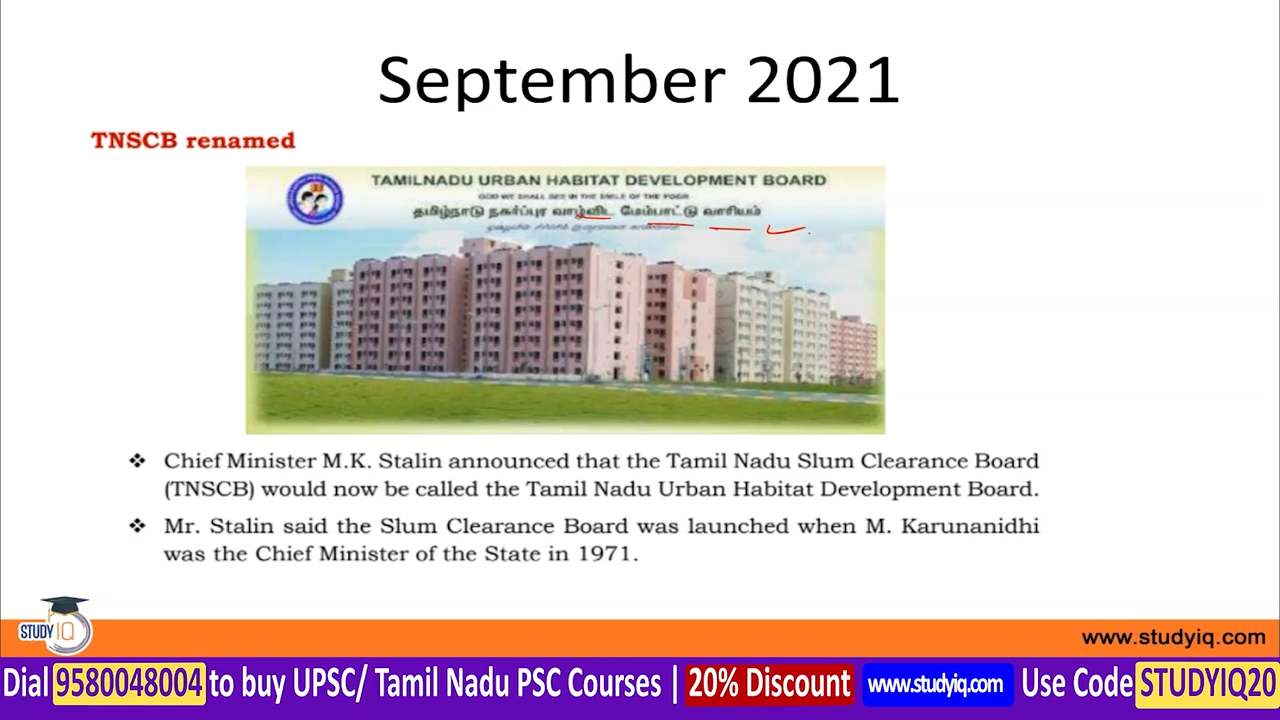 September 2021
TNSCB renamed
TAMILNADU URBAN HABITAT DEVELOPMENT BOARD
GOD WE SHALL SEE IN THE SMILE OF THE POOR
தமிழ்நாடு நகர்ப்புற வாழ்விட மேம்பாட்டு வாரியம்
❖ Chief Minister M.K. Stalin announced that the Tamil Nadu Slum Clearance Board
(TNSCB) would now be called the Tamil Nadu Urban Habitat Development Board.
❖ Mr. Stalin said the Slum Clearance Board was launched when M. Karunanidhi
was the Chief Minister of the State in 1971.
STUDY IQ
www.studyiq.com
Dial 9580048004 to buy UPSC/ Tamil Nadu PSC Courses | 20% Discount www.studyiq.com Use Code STUDYIQ20